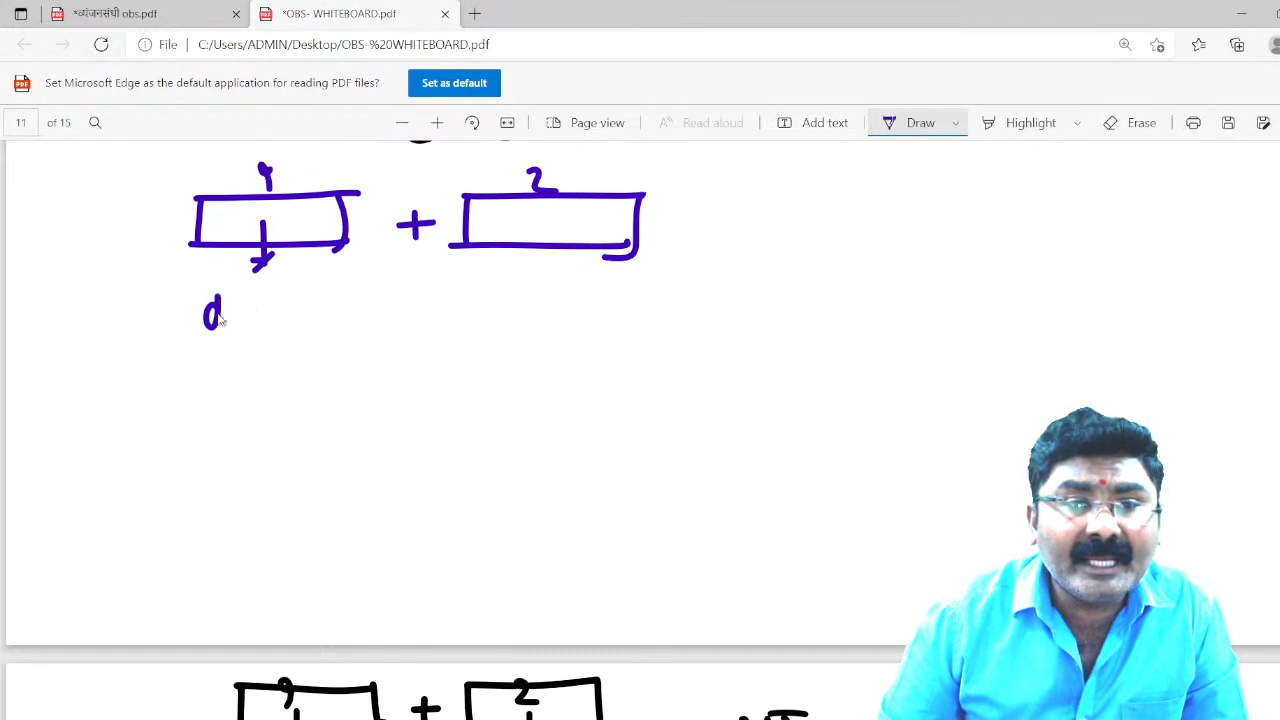 *व्यंजनसंधी obs.pdf
*OBS- WHITEBOARD.pdf
File C:/Users/ADMIN/Desktop/OBS-%20WHITEBOARD.pdf
Set Microsoft Edge as the default application for reading PDF files? Set as default
11 of 15 Page view Read aloud Add text Draw Highlight Erase
१ + 2
१ + 2